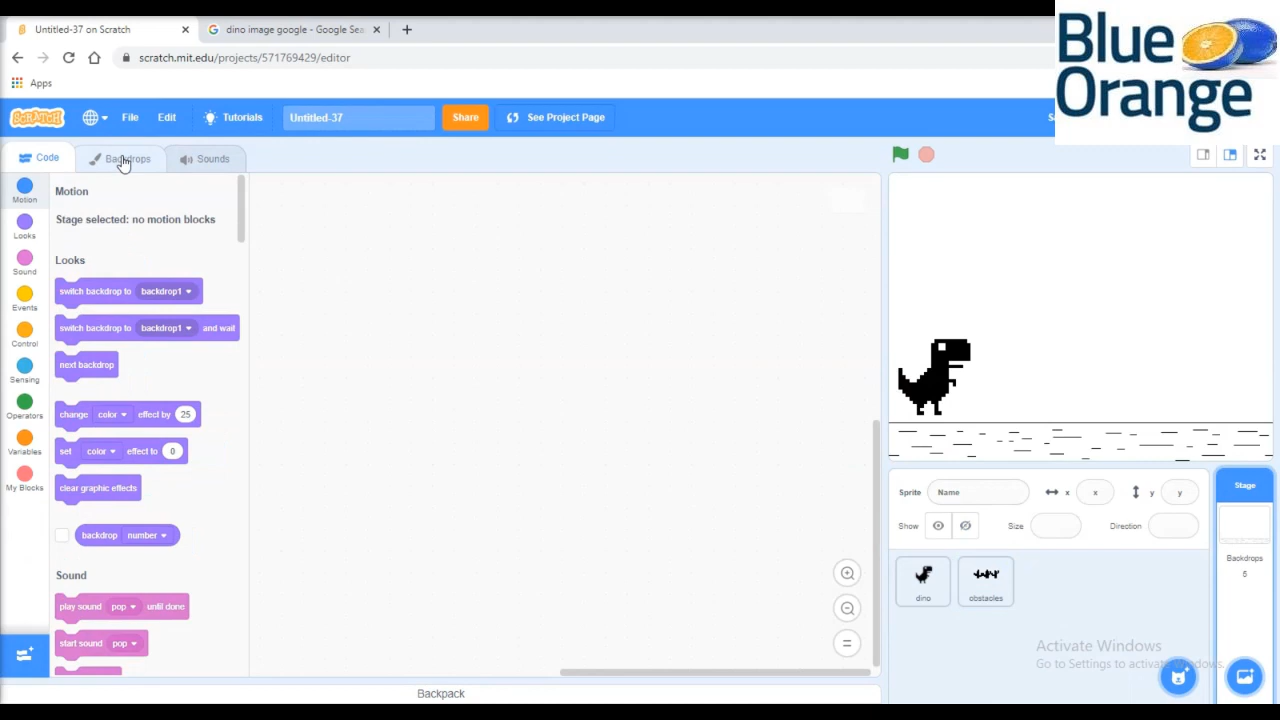 Untitled-37 on Scratch
dino image google - Google Sea
Blue
Orange
scratch.mit.edu/projects/571769429/editor
Apps
SCRATCH
File
Edit
Tutorials
Untitled-37
Share
See Project Page
Code
Backdrops
Sounds
Motion
Looks
Sound
Events
Control
Sensing
Operators
Variables
My Blocks
Motion
Stage selected: no motion blocks
Looks
switch backdrop to backdrop1
switch backdrop to backdrop1 and wait
next backdrop
change color effect by 25
set color effect to 0
clear graphic effects
backdrop number
Sound
play sound pop until done
start sound pop
Sprite Name x x y y
Show Size Direction
dino
obstacles
Stage
Backdrops
Activate Windows
Go to Settings to activate Windows.
Backpack